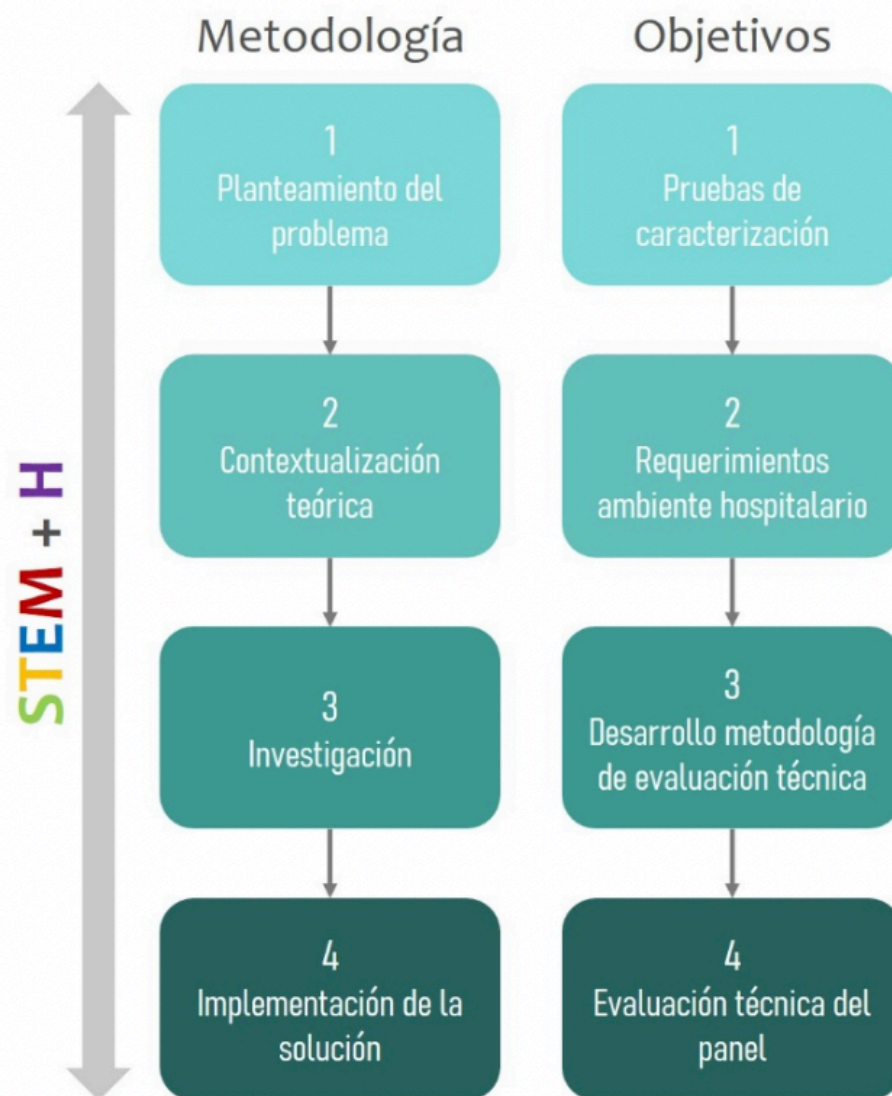 Metodología
Objetivos
STEM + H
1
Planteamiento del
problema
1
Pruebas de
caracterización
2
Contextualización
teórica
2
Requerimientos
ambiente hospitalario
3
Investigación
3
Desarrollo metodología
de evaluación técnica
4
Implementación de la
solución
4
Evaluación técnica del
panel